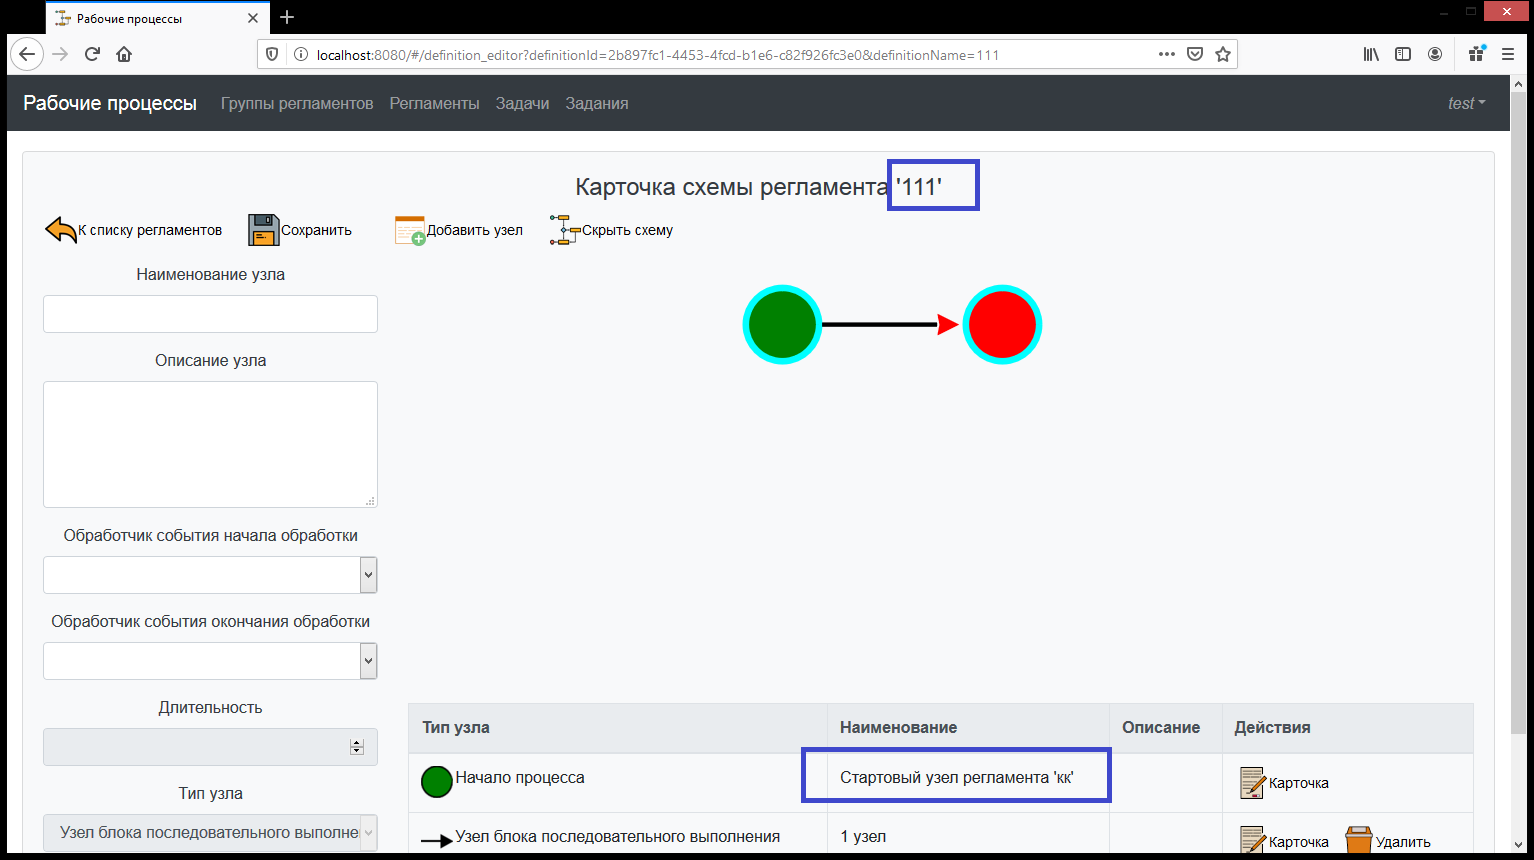 Рабочие процессы
localhost:8080/#/definition_editor?definitionId=2b897fc1-4453-4fcd-b1e6-c82f926fc3e0&definitionName=111
Рабочие процессы Группы регламентов Регламенты Задачи Задания test
Карточка схемы регламента '111'
К списку регламентов Сохранить Добавить узел Скрыть схему
Наименование узла
Описание узла
Обработчик события начала обработки
Обработчик события окончания обработки
Длительность
Тип узла
Узел блока последовательного выполне
Тип узла Наименование Описание Действия
Начало процесса Стартовый узел регламента 'кк' Карточка
Узел блока последовательного выполнения 1 узел Карточка Удалить